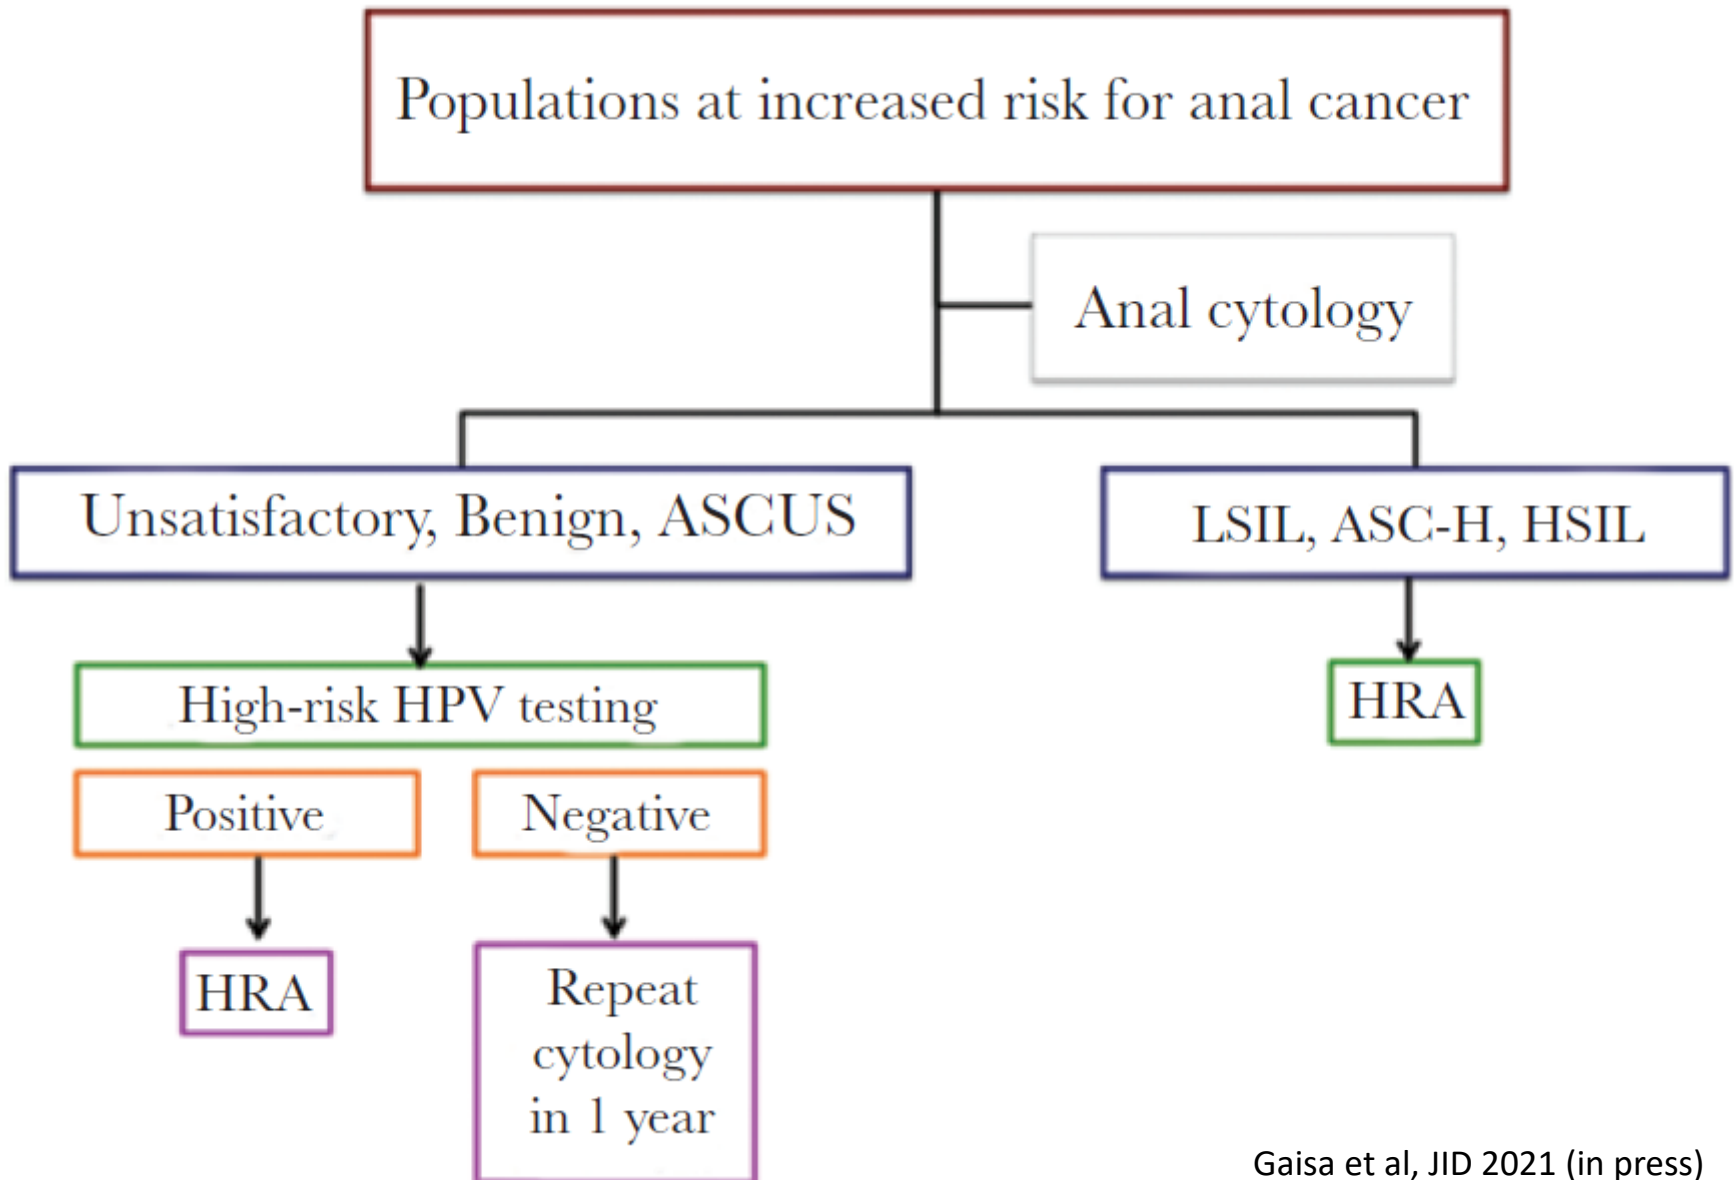 Populations at increased risk for anal cancer
Anal cytology
Unsatisfactory, Benign, ASCUS
LSIL, ASC-H, HSIL
High-risk HPV testing
HRA
Positive
Negative
HRA
Repeat
cytology
in 1 year
Gaisa et al, JID 2021 (in press)